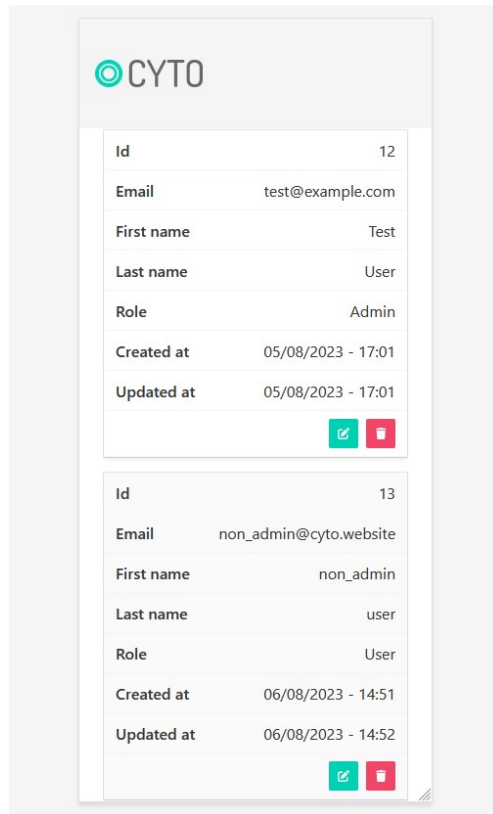 CYTO
Id 12
Email test@example.com
First name Test
Last name User
Role Admin
Created at 05/08/2023 - 17:01
Updated at 05/08/2023 - 17:01
Id 13
Email non_admin@cyto.website
First name non_admin
Last name user
Role User
Created at 06/08/2023 - 14:51
Updated at 06/08/2023 - 14:52